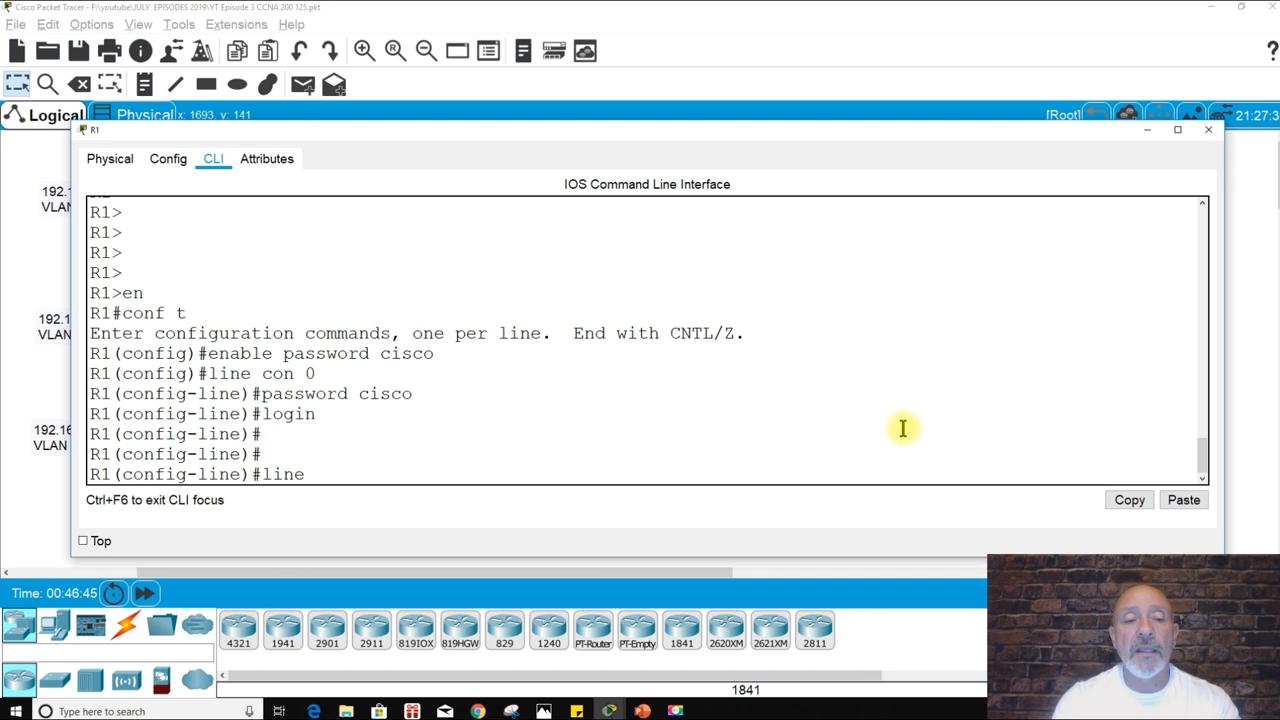 Cisco Packet Tracer - F:\youtube\JULY EPISODES 2019\YT Episode 3 CCNA 200 125.pkt
File Edit Options View Tools Extensions Help
?
Logical Physical x: 1693, y: 141 [Root] 21:27:3
R1
Physical Config CLI Attributes
192.1
VLAN
192.1
VLAN
192.16
VLAN
IOS Command Line Interface
R1>
R1>
R1>
R1>
R1>en
R1#conf t
Enter configuration commands, one per line. End with CNTL/Z.
R1(config)#enable password cisco
R1(config)#line con 0
R1(config-line)#password cisco
R1(config-line)#login
R1(config-line)#
R1(config-line)#
R1(config-line)#line
Ctrl+F6 to exit CLI focus
Copy Paste
Top
Time: 00:46:45
4321 1941 2901 2911 819IOX 819HGW 829 1240 PT-Router PT-Empty 1841 2620XM 2621XM 2811
1841
Type here to search